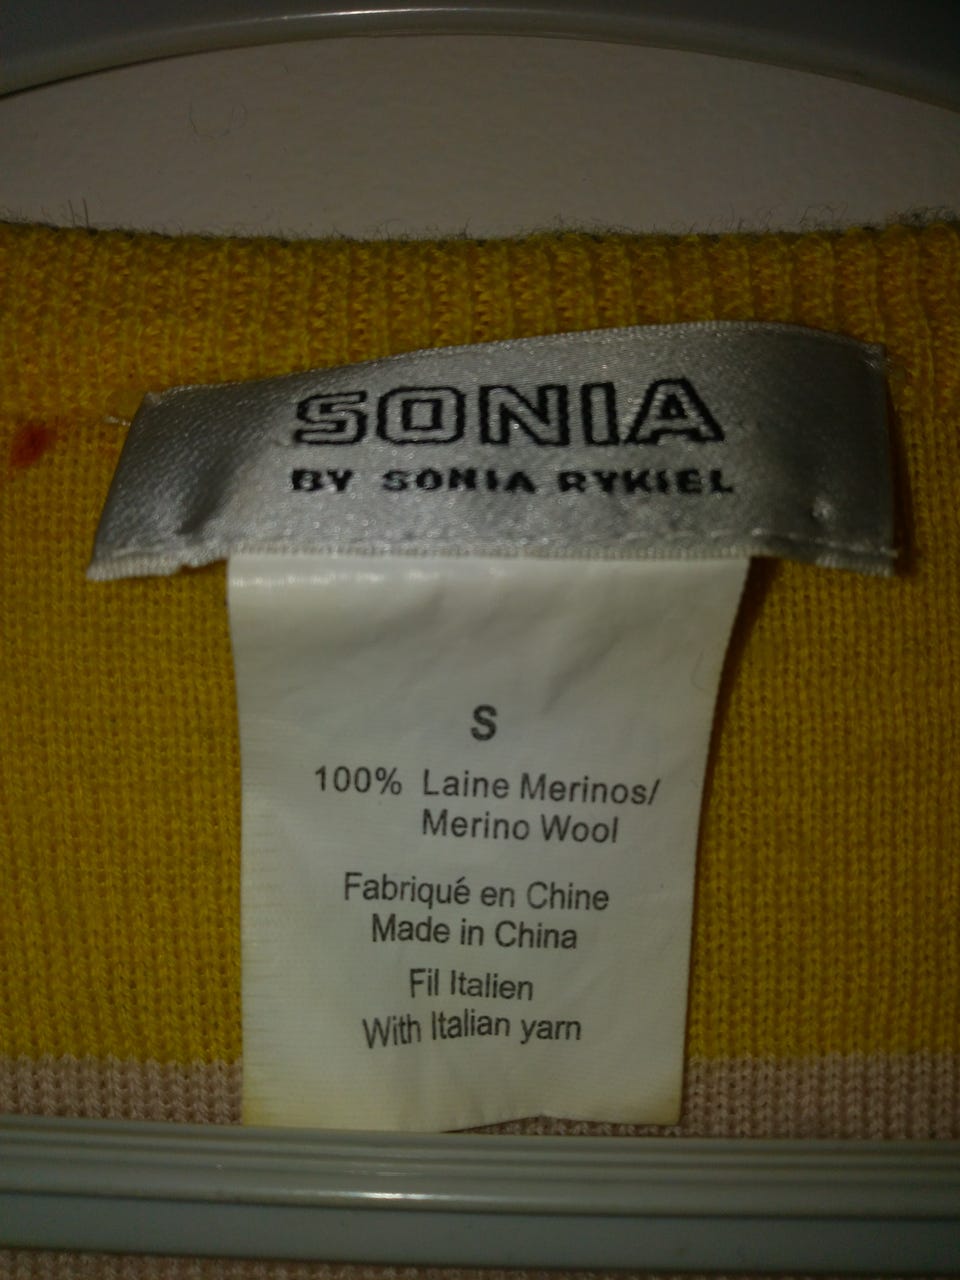 SONIA
BY SONIA RYKIEL
S
100% Laine Merinos/
Merino Wool
Fabriqué en Chine
Made in China
Fil Italien
With Italian yarn